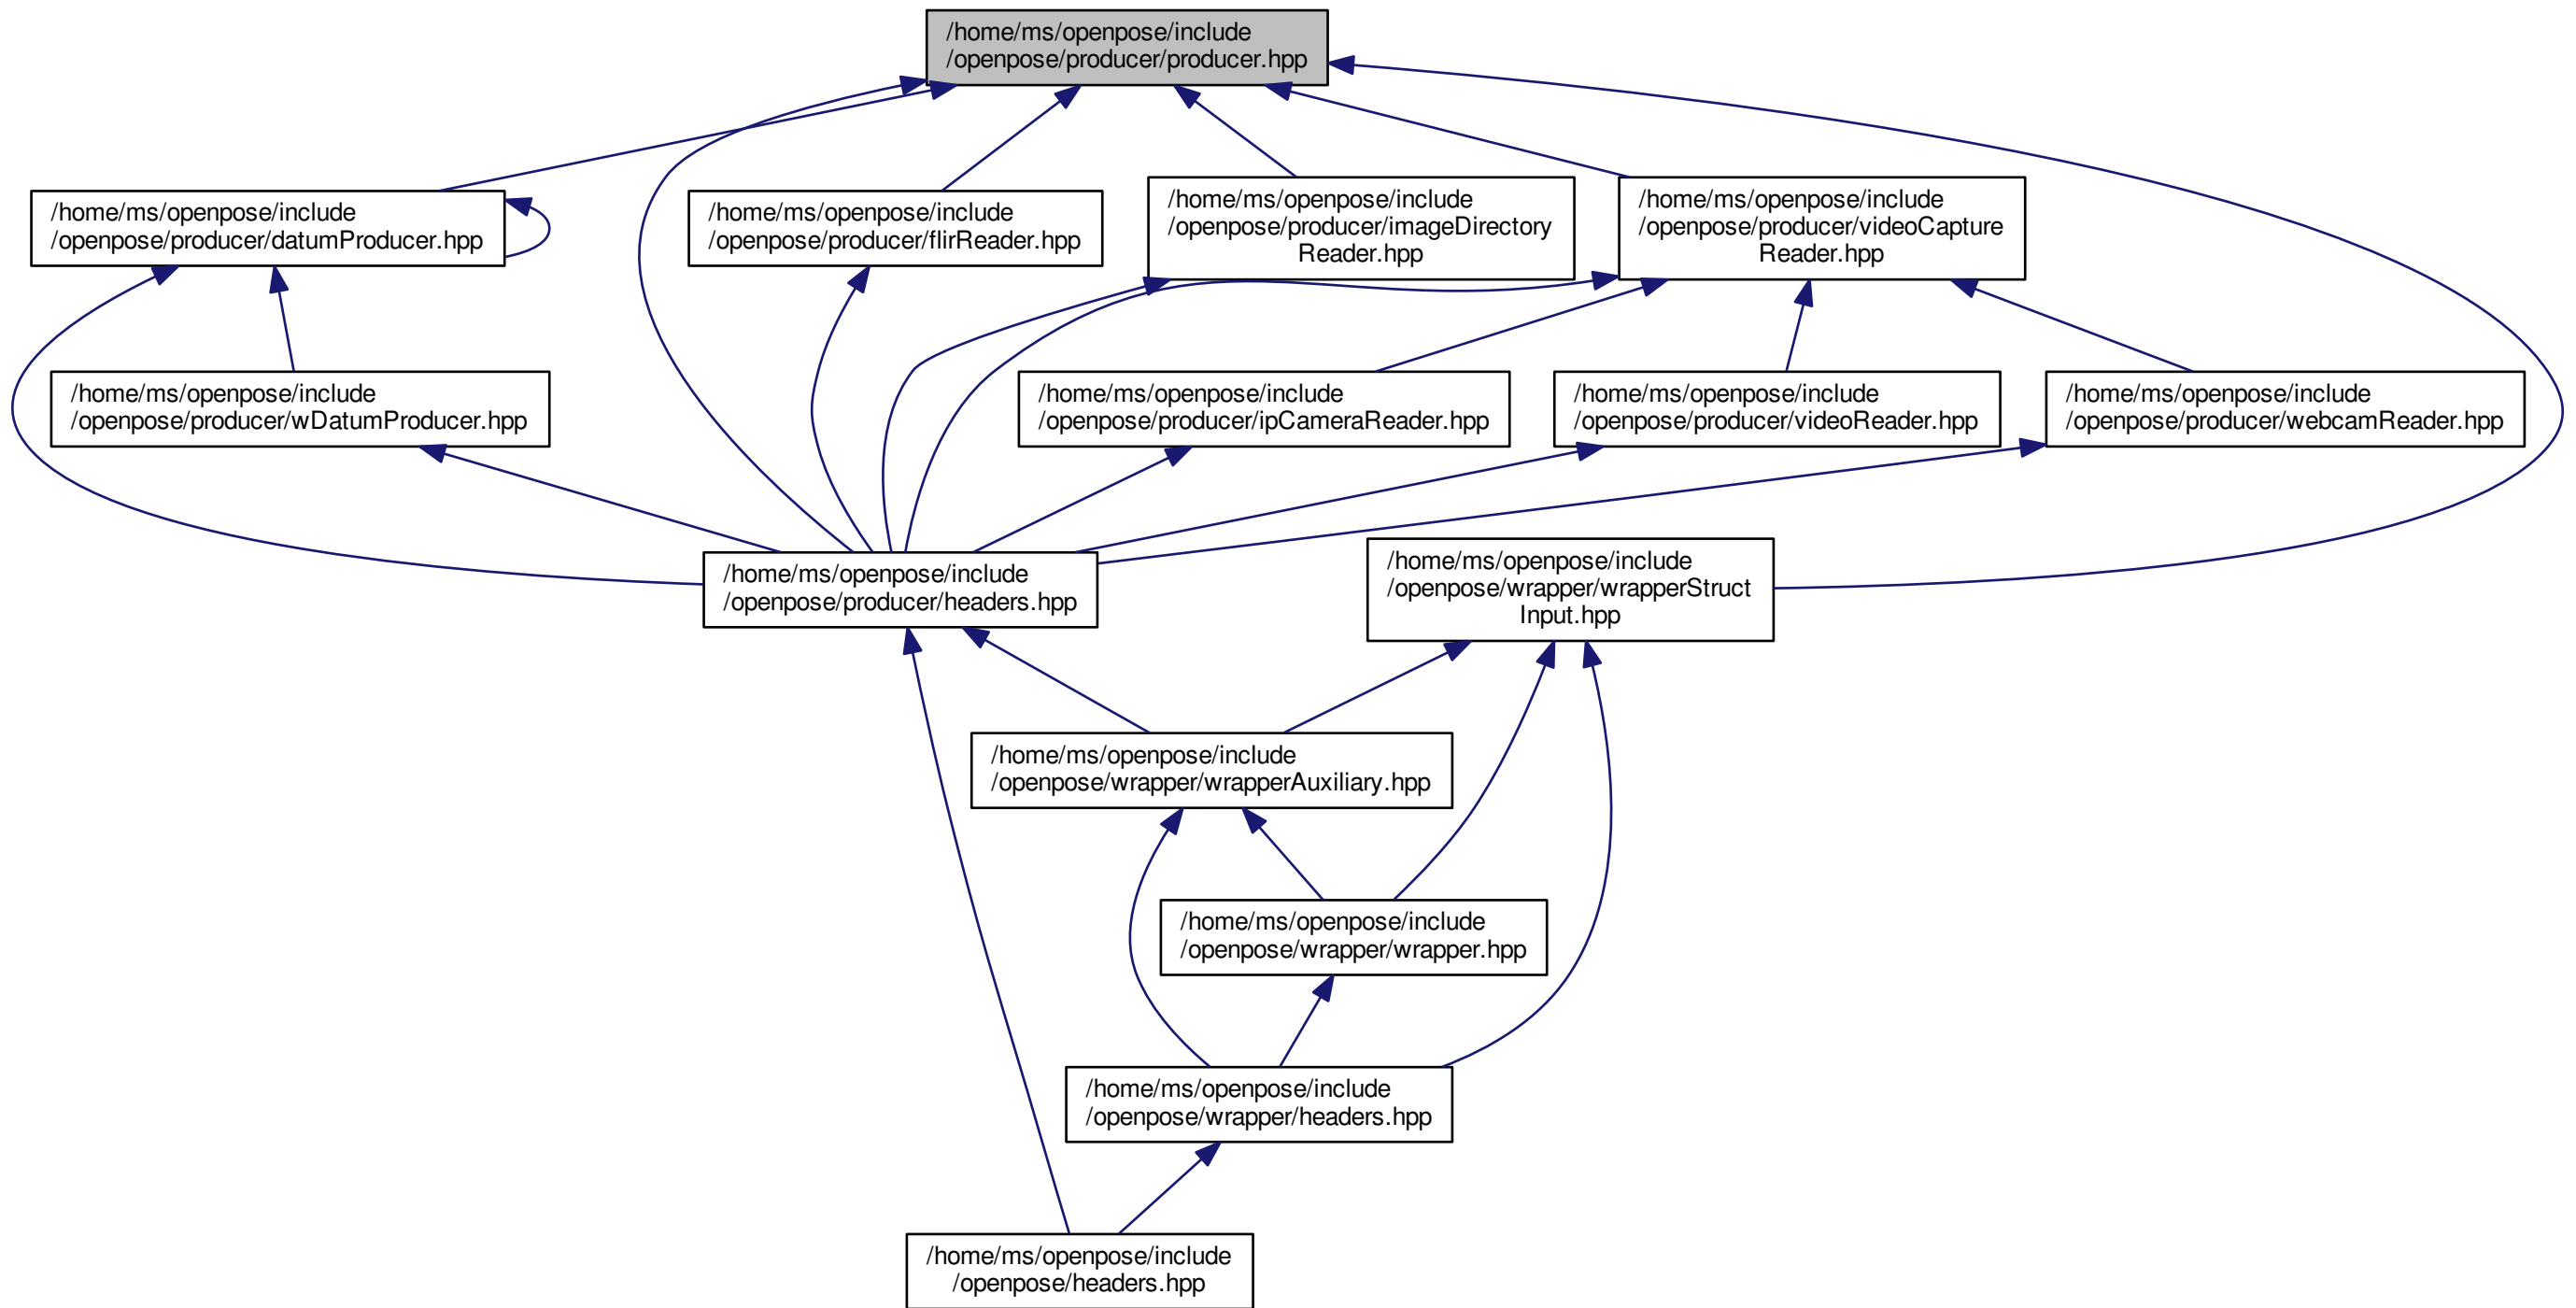 /home/ms/openpose/include
/openpose/producer/producer.hpp
/home/ms/openpose/include
/openpose/producer/datumProducer.hpp
/home/ms/openpose/include
/openpose/producer/flirReader.hpp
/home/ms/openpose/include
/openpose/producer/imageDirectory
Reader.hpp
/home/ms/openpose/include
/openpose/producer/videoCapture
Reader.hpp
/home/ms/openpose/include
/openpose/producer/wDatumProducer.hpp
/home/ms/openpose/include
/openpose/producer/ipCameraReader.hpp
/home/ms/openpose/include
/openpose/producer/videoReader.hpp
/home/ms/openpose/include
/openpose/producer/webcamReader.hpp
/home/ms/openpose/include
/openpose/producer/headers.hpp
/home/ms/openpose/include
/openpose/wrapper/wrapperStruct
Input.hpp
/home/ms/openpose/include
/openpose/wrapper/wrapperAuxiliary.hpp
/home/ms/openpose/include
/openpose/wrapper/wrapper.hpp
/home/ms/openpose/include
/openpose/wrapper/headers.hpp
/home/ms/openpose/include
/openpose/headers.hpp